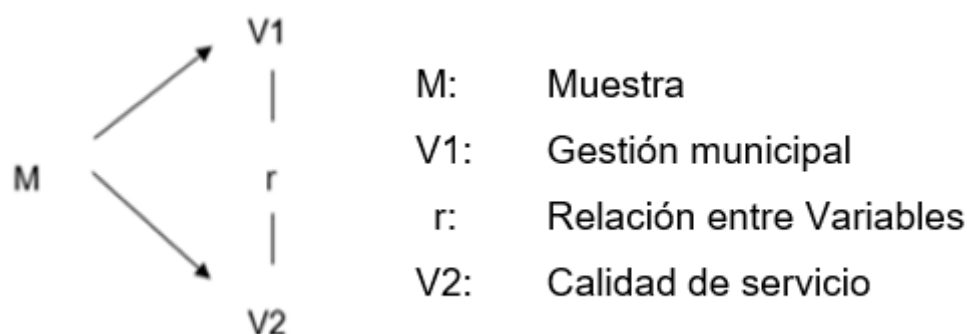 V1
M
r
V2
M: Muestra
V1: Gestión municipal
r: Relación entre Variables
V2: Calidad de servicio